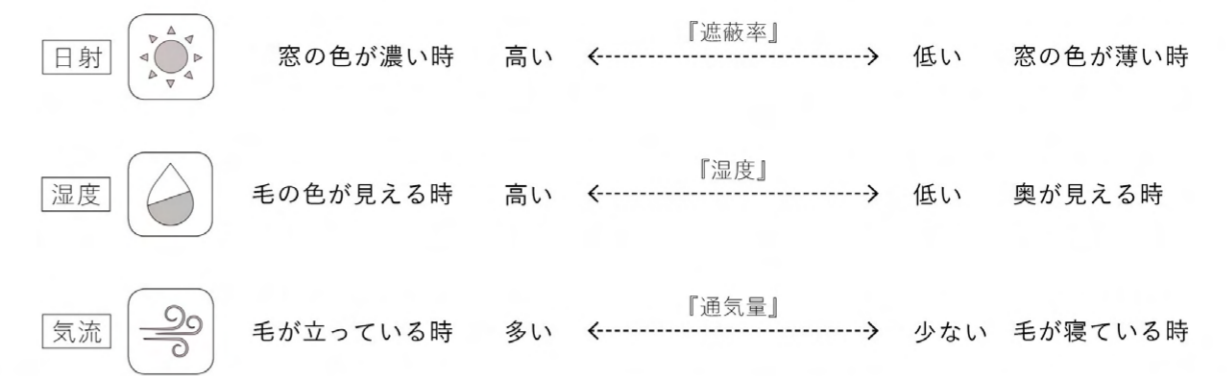 『遮蔽率』
日射 窓の色が濃い時 高い 低い 窓の色が薄い時
『湿度』
湿度 毛の色が見える時 高い 低い 奥が見える時
『通気量』
気流 毛が立っている時 多い 少ない 毛が寝ている時